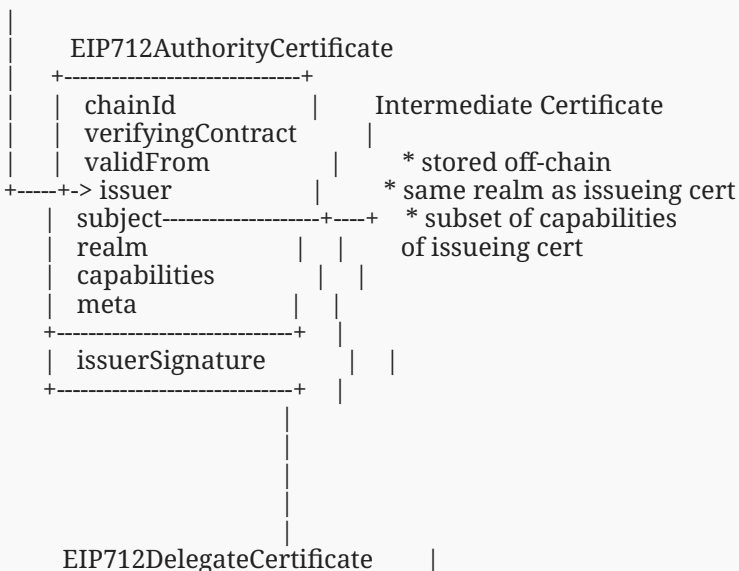 |
|     EIP712AuthorityCertificate
|   +------------------------------+
|   | chainId                 |     Intermediate Certificate
|   | verifyingContract       |
|   | validFrom               |     * stored off-chain
+-----+-> issuer                  |     * same realm as issueing cert
| subject--------------------+----+   * subset of capabilities
| realm                   |   |     of issueing cert
| capabilities            |   |
| meta                    |   |
+------------------------------+   |
| issuerSignature         |   |
+------------------------------+   |
|
|
|
|
|
EIP712DelegateCertificate     |